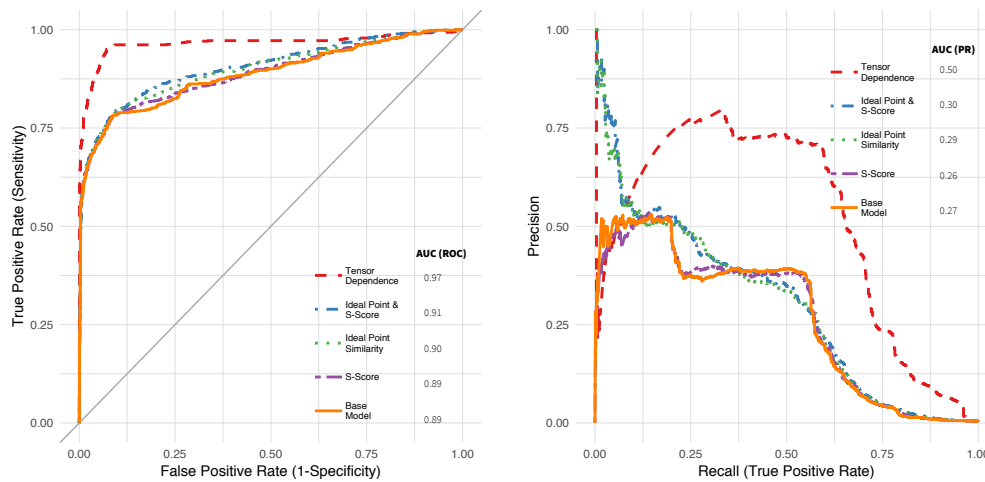 1.00
0.75
0.50
0.25
0.00
True Positive Rate (Sensitivity)
AUC (ROC)
Tensor
Dependence
0.97
Ideal Point &
S-Score
0.91
Ideal Point
Similarity
0.90
S-Score
0.89
Base
Model
0.89
0.00 0.25 0.50 0.75 1.00
False Positive Rate (1-Specificity)
1.00
0.75
0.50
0.25
0.00
Precision
AUC (PR)
Tensor
Dependence
0.50
Ideal Point &
S-Score
0.30
Ideal Point
Similarity
0.29
S-Score
0.26
Base
Model
0.27
0.00 0.25 0.50 0.75 1.00
Recall (True Positive Rate)